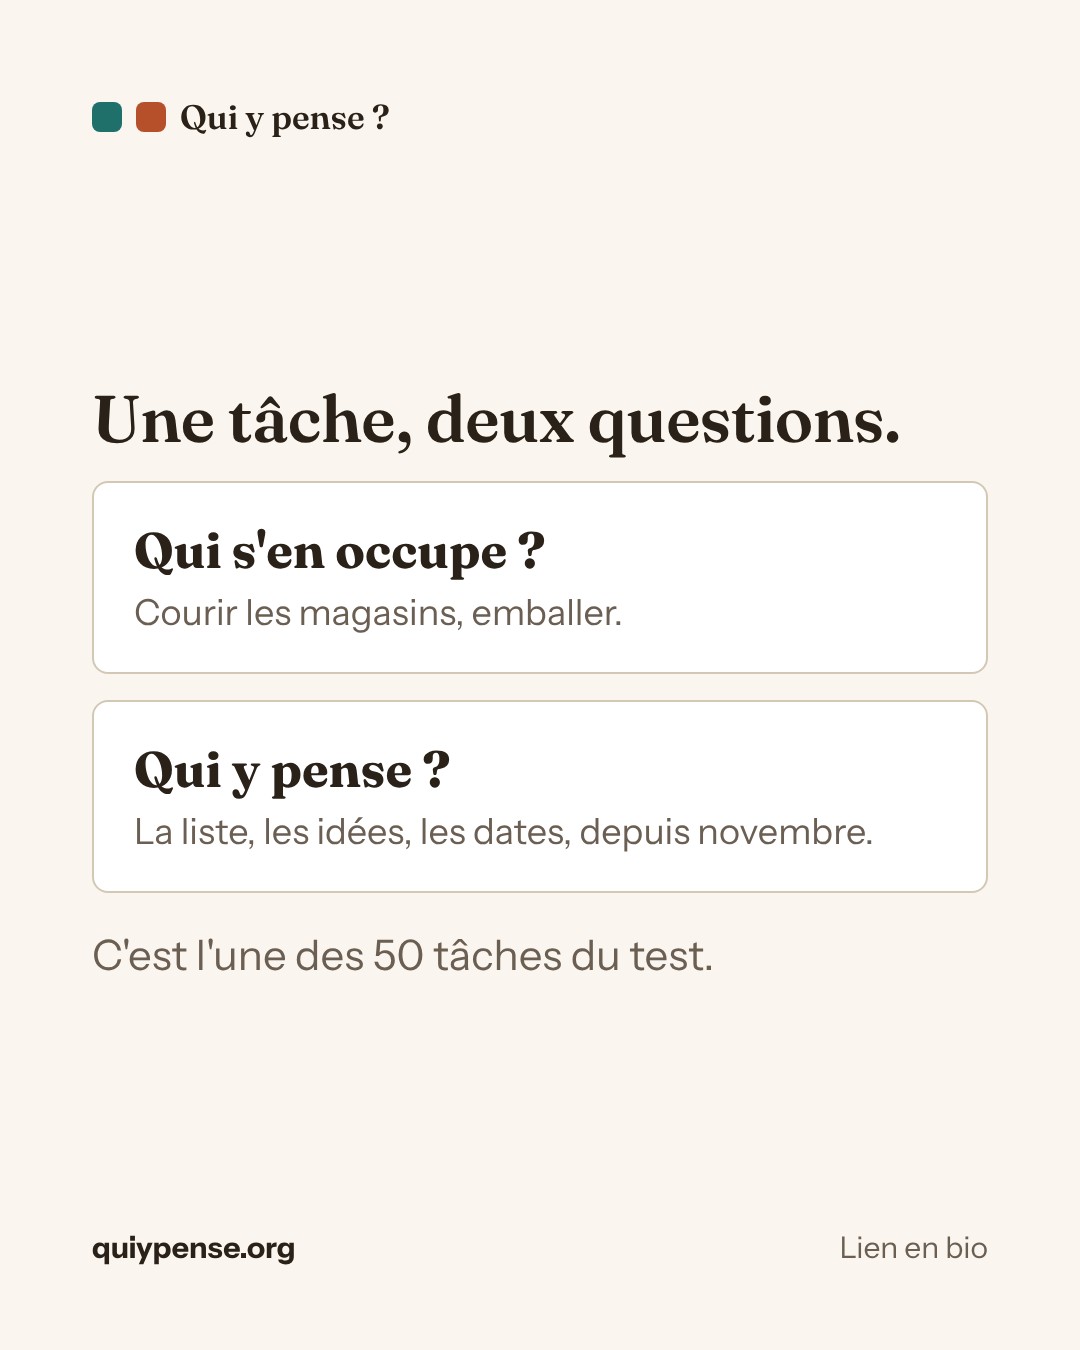 Qui y pense ?
Une tâche, deux questions.
Qui s'en occupe ?
Courir les magasins, emballer.
Qui y pense ?
La liste, les idées, les dates, depuis novembre.
C'est l'une des 50 tâches du test.
quiypense.org
Lien en bio